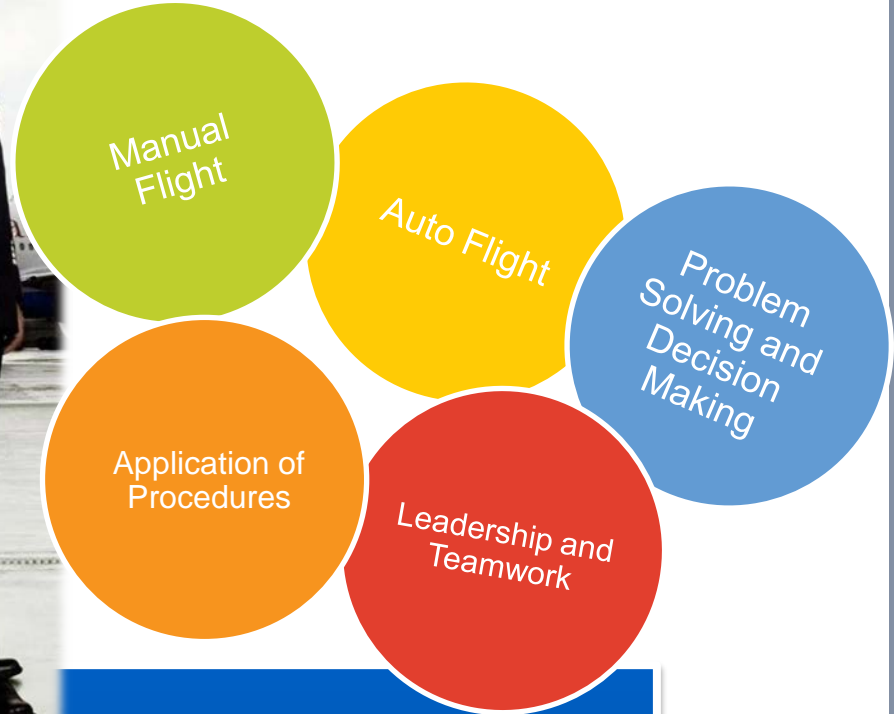 Manual
Flight
Auto Flight
Problem
Solving and
Decision
Making
Application of
Procedures
Leadership and
Teamwork